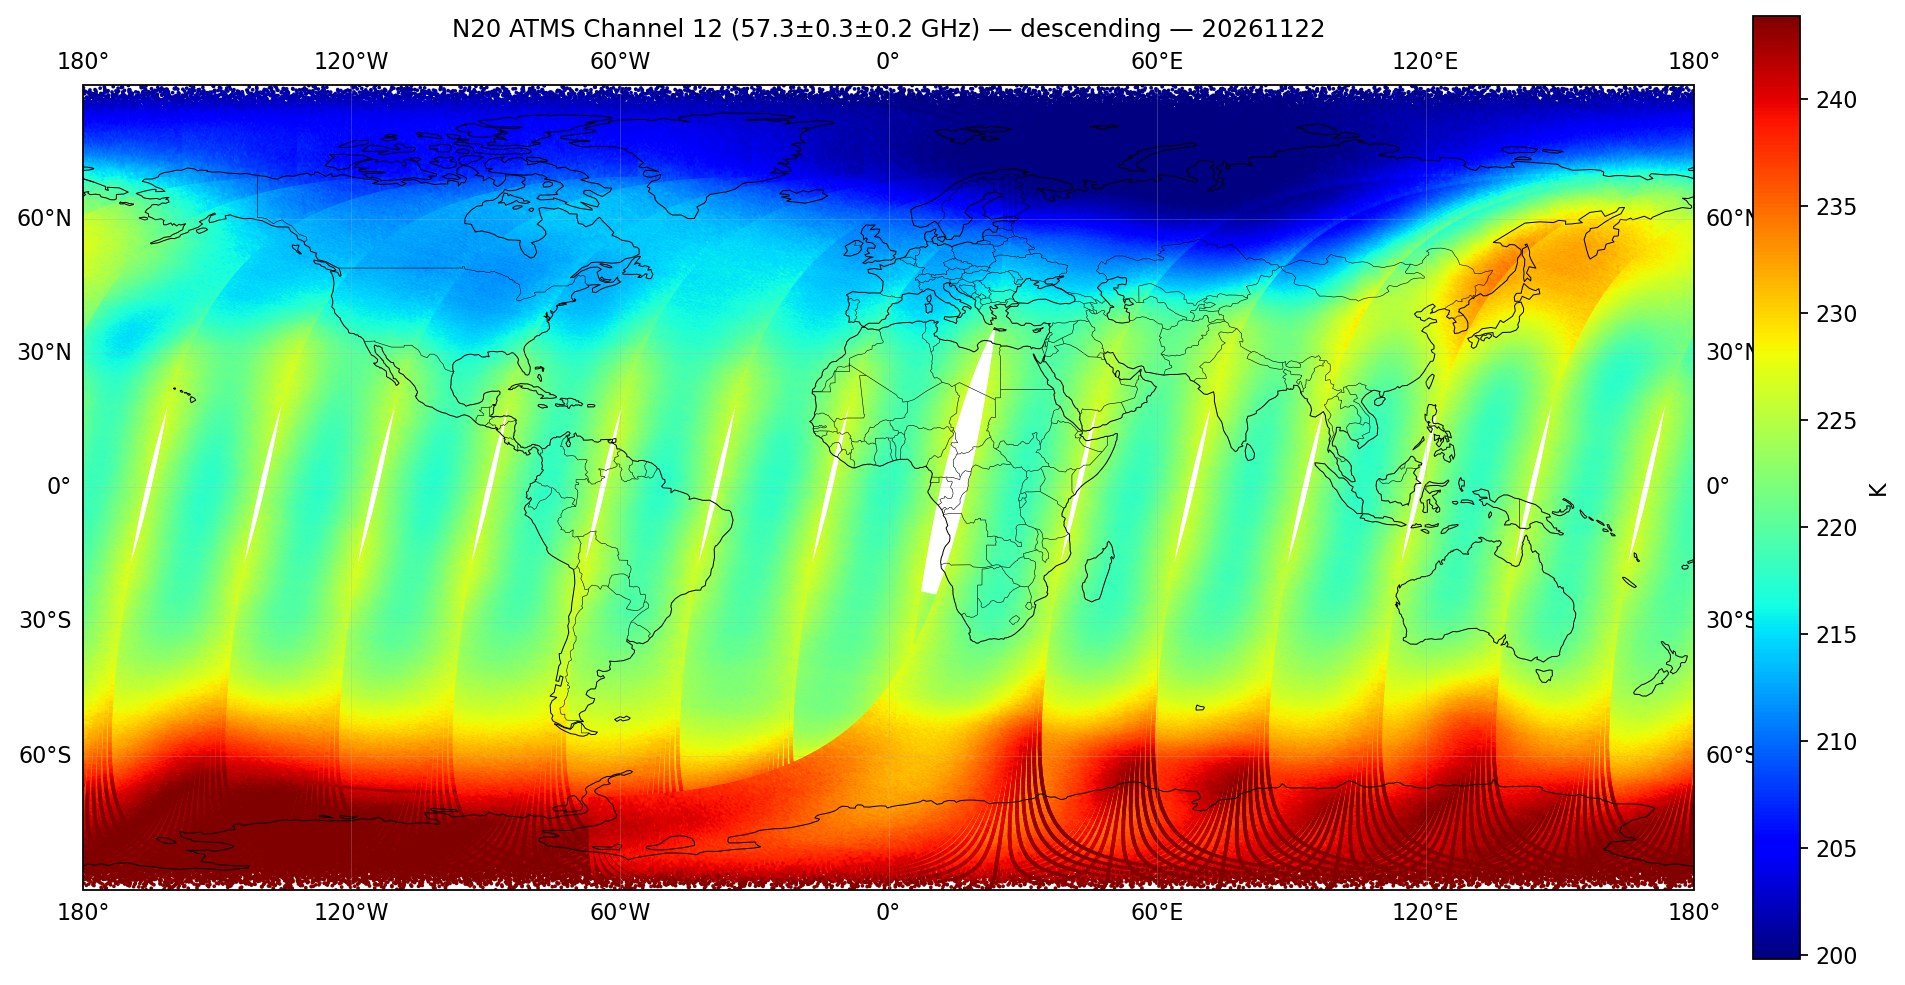 N20 ATMS Channel 12 (57.3±0.3±0.2 GHz) — descending — 20261122
180° 120°W 60°W 0° 60°E 120°E 180°
60°N 60°N
30°N 30°N
0° 0°
30°S 30°S
60°S 60°S
180° 120°W 60°W 0° 60°E 120°E 180°
240
235
230
225
220
215
210
205
200
K